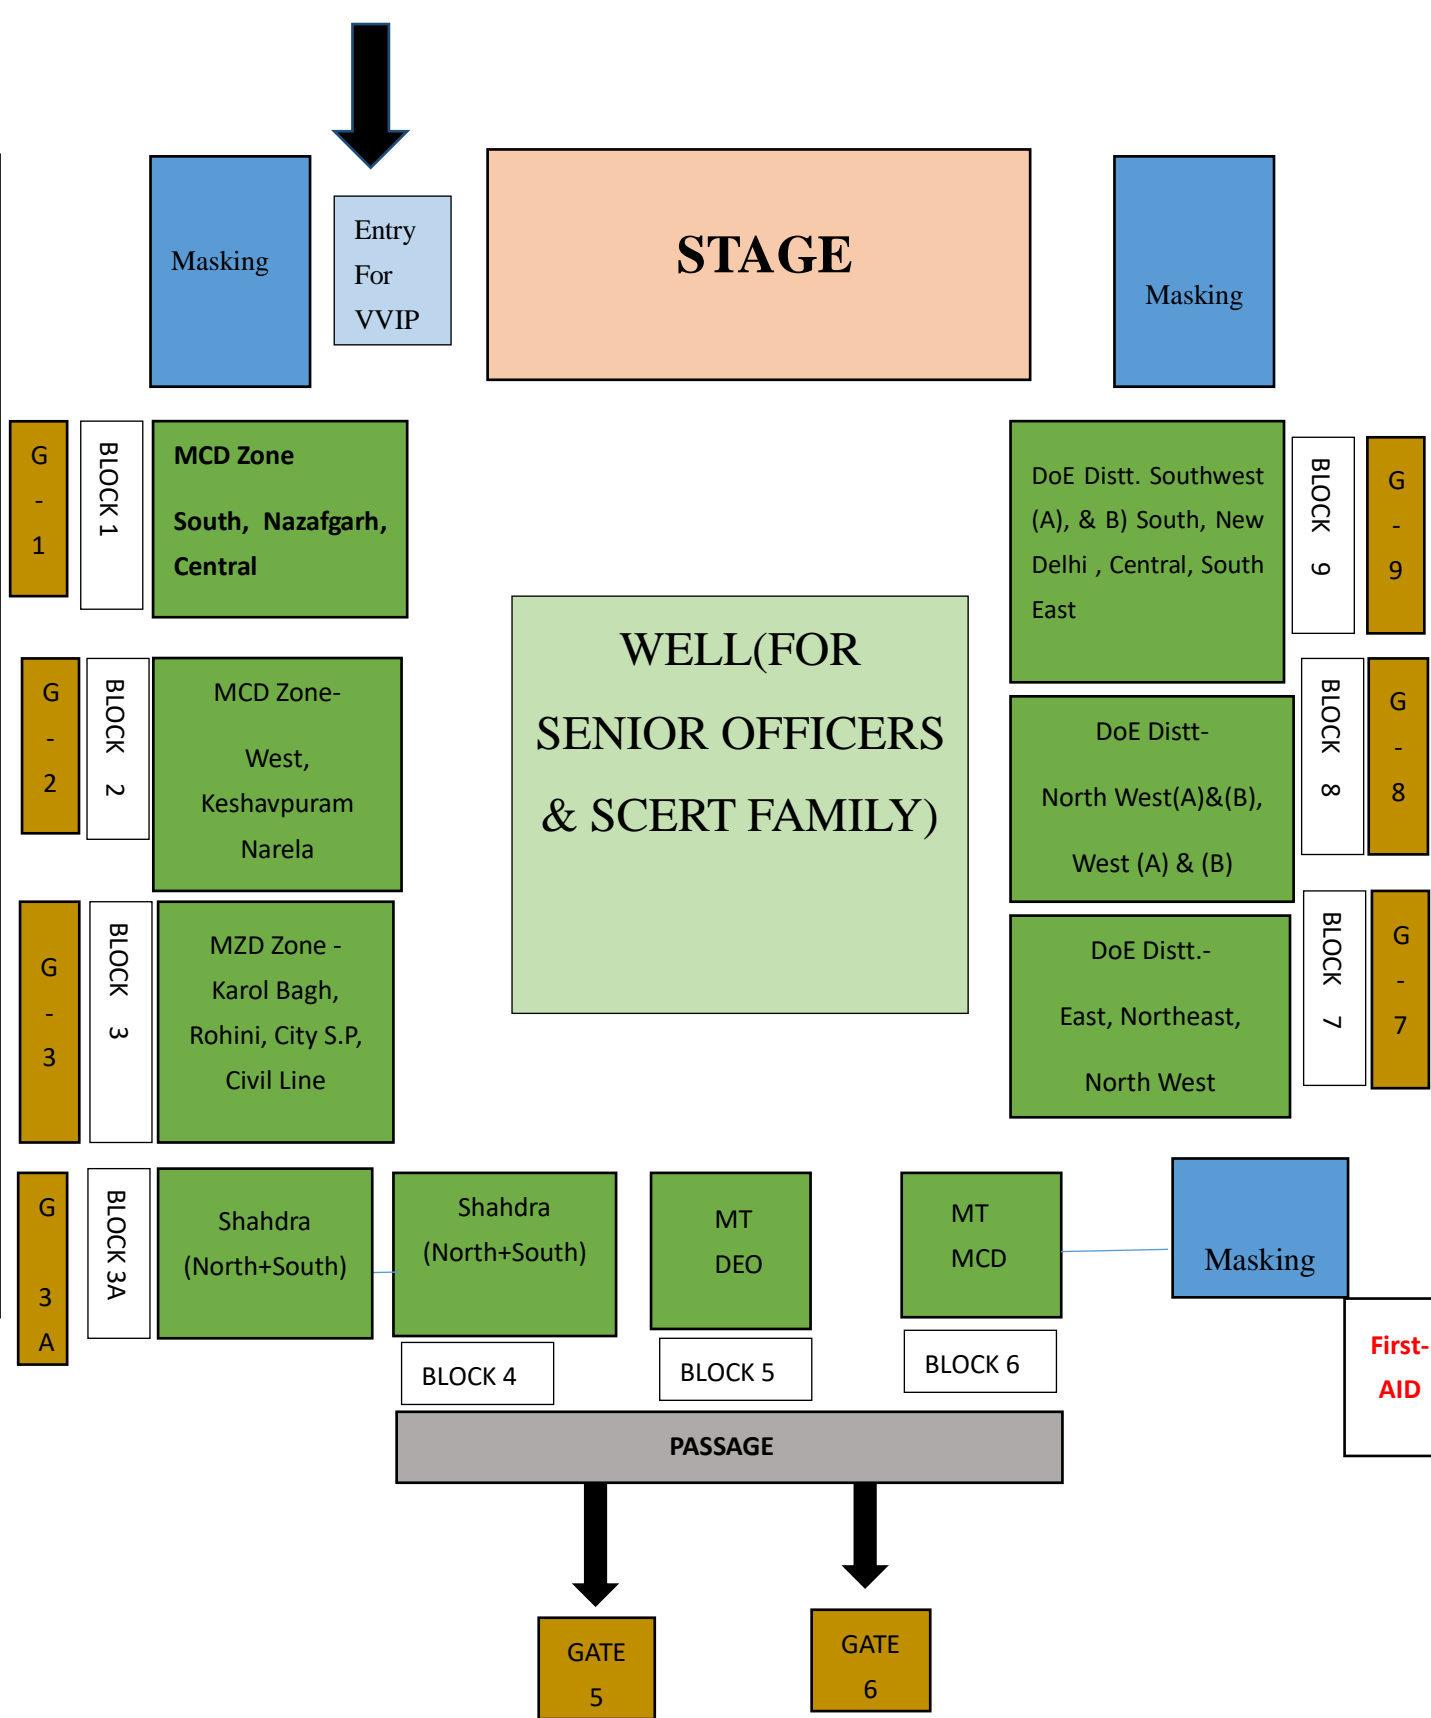 Masking
Entry
For
VVIP
STAGE
Masking
G
-
1
BLOCK 1
MCD Zone
South, Nazafgarh,
Central
DoE Distt. Southwest
(A), & B) South, New
Delhi , Central, South
East
BLOCK 9
G
-
9
WELL(FOR
SENIOR OFFICERS
& SCERT FAMILY)
G
-
2
BLOCK 2
MCD Zone-
West,
Keshavpuram
Narela
DoE Distt-
North West(A)&(B),
West (A) & (B)
BLOCK 8
G
-
8
G
-
3
BLOCK 3
MZD Zone -
Karol Bagh,
Rohini, City S.P,
Civil Line
DoE Distt.-
East, Northeast,
North West
BLOCK 7
G
-
7
G
3
A
BLOCK 3A
Shahdra
(North+South)
Shahdra
(North+South)
MT
DEO
MT
MCD
Masking
BLOCK 4
BLOCK 5
BLOCK 6
First-
AID
PASSAGE
GATE
5
GATE
6